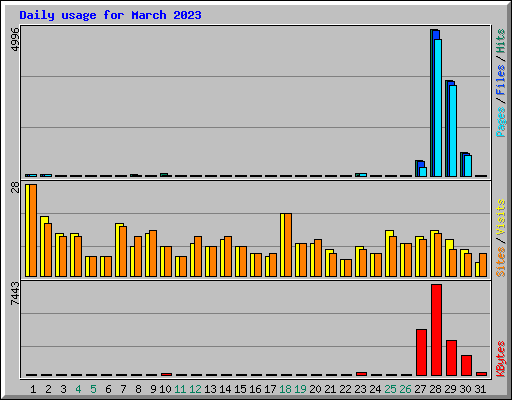 Daily usage for March 2023
4996
Pages / Files / Hits
28
Sites / Visits
7443
KBytes
1 2 3 4 5 6 7 8 9 10 11 12 13 14 15 16 17 18 19 20 21 22 23 24 25 26 27 28 29 30 31